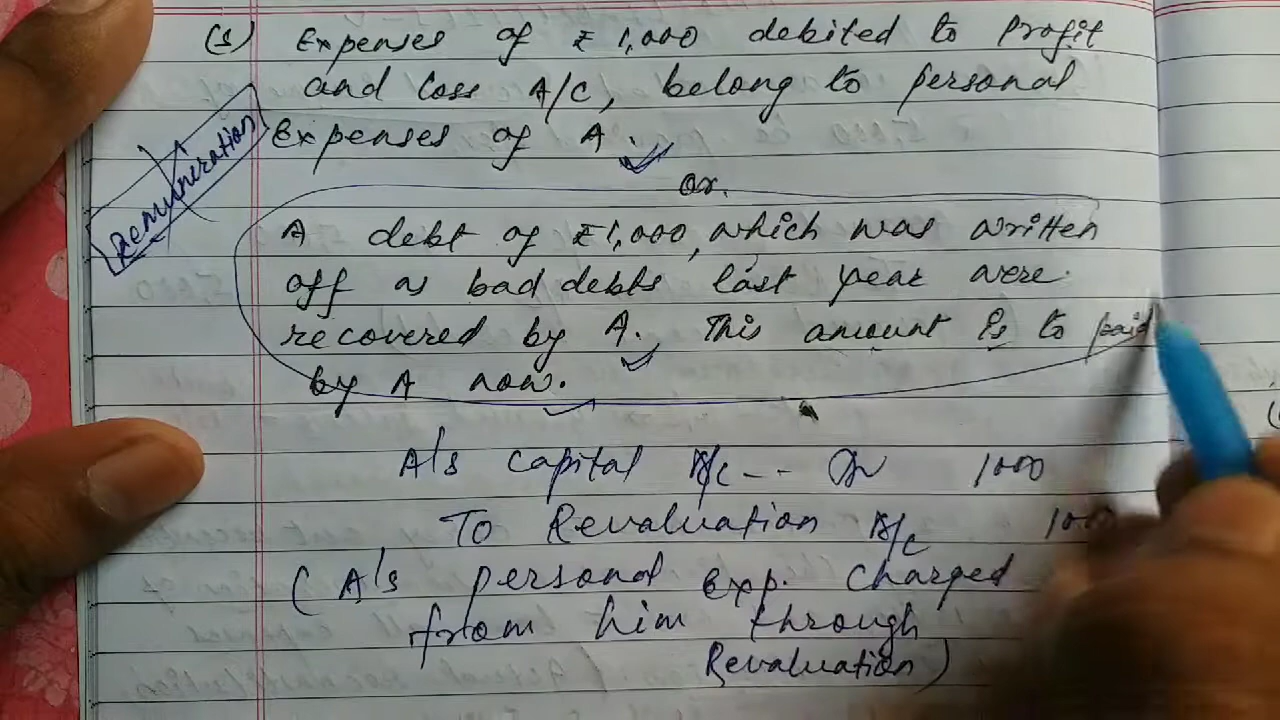 (1) Expenses of ₹1,000 debited to Profit
and Loss A/C, belong to personal
Expenses of A.
Remuneration
or.
A debt of ₹1,000, which was written
off as bad debts last year were
recovered by A., This amount is to paid
by A now.
A's capital A/c -- Dr 1000
To Revaluation A/c
(A's personal Exp. charged
from him through
Revaluation)